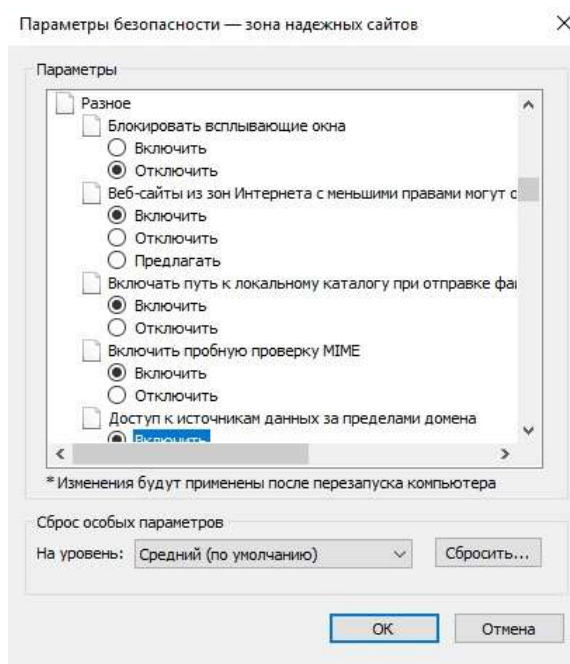 Параметры безопасности — зона надежных сайтов
Параметры
Разное
Блокировать всплывающие окна
Включить
Отключить
Веб-сайты из зон Интернета с меньшими правами могут о
Включить
Отключить
Предлагать
Включать путь к локальному каталогу при отправке фай
Включить
Отключить
Включить пробную проверку MIME
Включить
Отключить
Доступ к источникам данных за пределами домена
Включить
* Изменения будут применены после перезапуска компьютера
Сброс особых параметров
На уровень: Средний (по умолчанию) Сбросить...
ОК Отмена